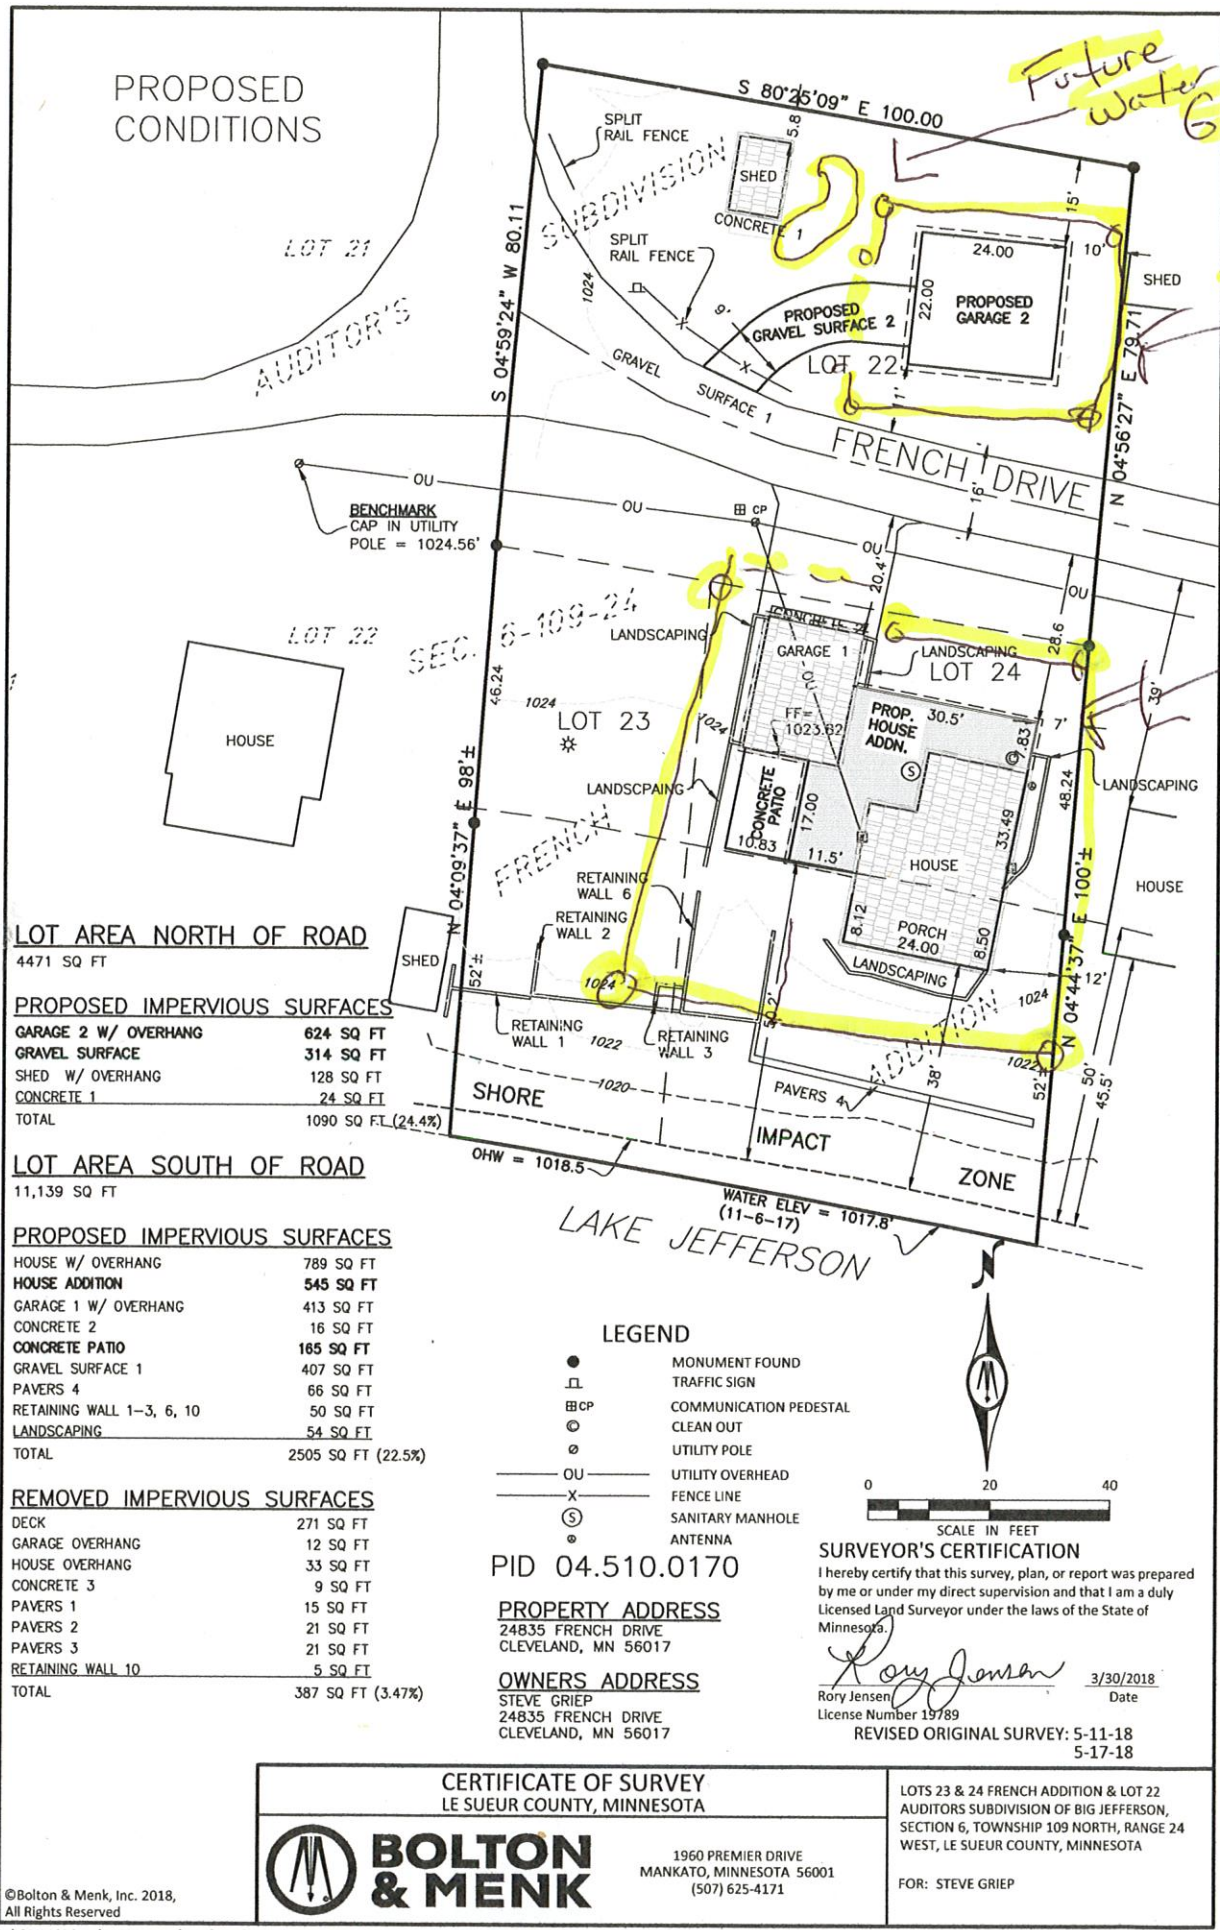 PROPOSED
CONDITIONS
Future
Water
G
S 80°25'09" E 100.00
SPLIT
RAIL FENCE
5.8
SHED
CONCRETE 1
SUBDIVISION
LOT 21
AUDITOR'S
S 04°59'24" W 80.11
SPLIT
RAIL FENCE
1024
9'
PROPOSED
GRAVEL SURFACE 2
15'
24.00
10'
22.00
PROPOSED
GARAGE 2
SHED
LOT 22
11'
GRAVEL SURFACE 1
FRENCH DRIVE
16'
N 04°56'27" E 79.71
OU
OU
OU
OU
CP
BENCHMARK
CAP IN UTILITY
POLE = 1024.56'
20.4'
28.6
39'
LOT 22
SEC. 6-109-24
LANDSCAPING
CONCRETE 2
GARAGE 1
LANDSCAPING
LOT 24
46.24
1024
LOT 23
1024
FF=
1023.82
PROP.
HOUSE
ADDN.
30.5'
7'
7.83
S
HOUSE
LANDSCPAING
CONCRETE
PATIO
17.00
10.83
11.5'
HOUSE
33.49
48.24
LANDSCAPING
HOUSE
FRENCH
N 04°09'37" E 98'±
RETAINING
WALL 6
RETAINING
WALL 2
8.12
PORCH
24.00
8.50
LANDSCAPING
N 04°44'37" E 100'±
12'
SHED
52'±
1024
1024
RETAINING
WALL 1
1022
RETAINING
WALL 3
50.2'
ADDITION
1022
38'
52'±
50'
45.5'
1020
PAVERS 4
SHORE
IMPACT
ZONE
OHW = 1018.5
WATER ELEV = 1017.8'
(11-6-17)
LAKE JEFFERSON
N
LOT AREA NORTH OF ROAD
4471 SQ FT
PROPOSED IMPERVIOUS SURFACES
GARAGE 2 W/ OVERHANG 624 SQ FT
GRAVEL SURFACE 314 SQ FT
SHED W/ OVERHANG 128 SQ FT
CONCRETE 1 24 SQ FT
TOTAL 1090 SQ FT (24.4%)
LOT AREA SOUTH OF ROAD
11,139 SQ FT
PROPOSED IMPERVIOUS SURFACES
HOUSE W/ OVERHANG 789 SQ FT
HOUSE ADDITION 545 SQ FT
GARAGE 1 W/ OVERHANG 413 SQ FT
CONCRETE 2 16 SQ FT
CONCRETE PATIO 165 SQ FT
GRAVEL SURFACE 1 407 SQ FT
PAVERS 4 66 SQ FT
RETAINING WALL 1-3, 6, 10 50 SQ FT
LANDSCAPING 54 SQ FT
TOTAL 2505 SQ FT (22.5%)
REMOVED IMPERVIOUS SURFACES
DECK 271 SQ FT
GARAGE OVERHANG 12 SQ FT
HOUSE OVERHANG 33 SQ FT
CONCRETE 3 9 SQ FT
PAVERS 1 15 SQ FT
PAVERS 2 21 SQ FT
PAVERS 3 21 SQ FT
RETAINING WALL 10 5 SQ FT
TOTAL 387 SQ FT (3.47%)
LEGEND
MONUMENT FOUND
TRAFFIC SIGN
CP COMMUNICATION PEDESTAL
© CLEAN OUT
UTILITY POLE
OU UTILITY OVERHEAD
X FENCE LINE
S SANITARY MANHOLE
ANTENNA
PID 04.510.0170
PROPERTY ADDRESS
24835 FRENCH DRIVE
CLEVELAND, MN 56017
OWNERS ADDRESS
STEVE GRIEP
24835 FRENCH DRIVE
CLEVELAND, MN 56017
0 20 40
SCALE IN FEET
SURVEYOR'S CERTIFICATION
I hereby certify that this survey, plan, or report was prepared
by me or under my direct supervision and that I am a duly
Licensed Land Surveyor under the laws of the State of
Minnesota.
Rory Jensen
3/30/2018
Rory Jensen Date
License Number 19789
REVISED ORIGINAL SURVEY: 5-11-18
5-17-18
CERTIFICATE OF SURVEY
LE SUEUR COUNTY, MINNESOTA
BOLTON
& MENK
1960 PREMIER DRIVE
MANKATO, MINNESOTA 56001
(507) 625-4171
LOTS 23 & 24 FRENCH ADDITION & LOT 22
AUDITORS SUBDIVISION OF BIG JEFFERSON,
SECTION 6, TOWNSHIP 109 NORTH, RANGE 24
WEST, LE SUEUR COUNTY, MINNESOTA
FOR: STEVE GRIEP
©Bolton & Menk, Inc. 2018,
All Rights Reserved